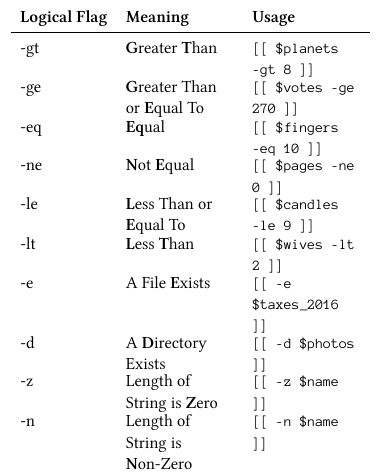 Logical Flag Meaning Usage
-gt Greater Than [[ $planets
-gt 8 ]]
-ge Greater Than [[ $votes -ge
or Equal To 270 ]]
-eq Equal [[ $fingers
-eq 10 ]]
-ne Not Equal [[ $pages -ne
0 ]]
-le Less Than or [[ $candles
Equal To -le 9 ]]
-lt Less Than [[ $wives -lt
2 ]]
-e A File Exists [[ -e
$taxes_2016
]]
-d A Directory [[ -d $photos
Exists ]]
-z Length of [[ -z $name
String is Zero ]]
-n Length of [[ -n $name
String is ]]
Non-Zero